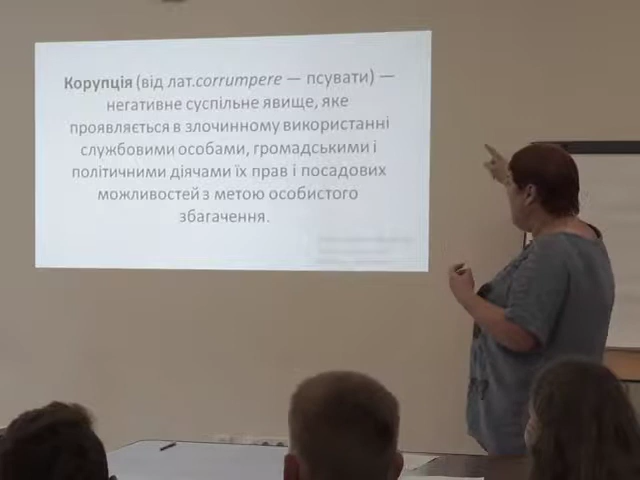 Корупція (від лат.corrumpere — псувати) —
негативне суспільне явище, яке
проявляється в злочинному використанні
службовими особами, громадськими і
політичними діячами їх прав і посадових
можливостей з метою особистого
збагачення.